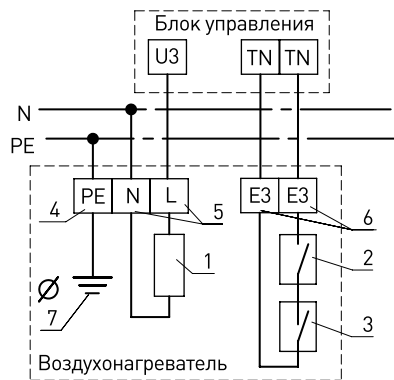 Блок управления
U3 TN TN
N
PE
PE N L E3 E3
4 5 6
1 2
7 3
Воздухонагреватель